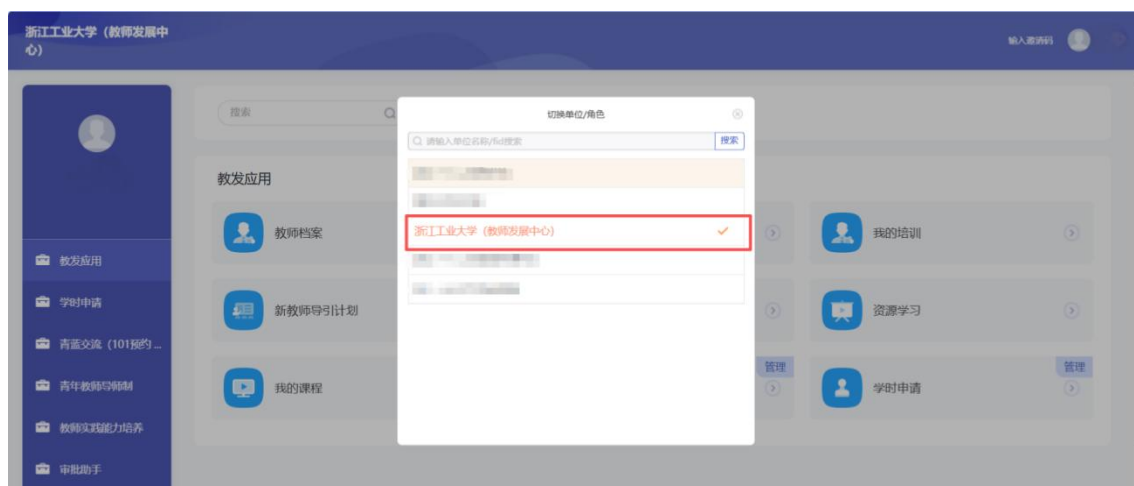 浙江工业大学（教师发展中
心）
输入邀请码
搜索
切换单位/角色
请输入单位名称/fid搜索
搜索
教发应用
浙江工业大学（教师发展中心）
教师档案
我的培训
教发应用
学时申请
新教师导引计划
资源学习
青蓝交流（101预约 ...
管理
管理
青年教师导师制
我的课程
学时申请
教师实践能力培养
审批助手